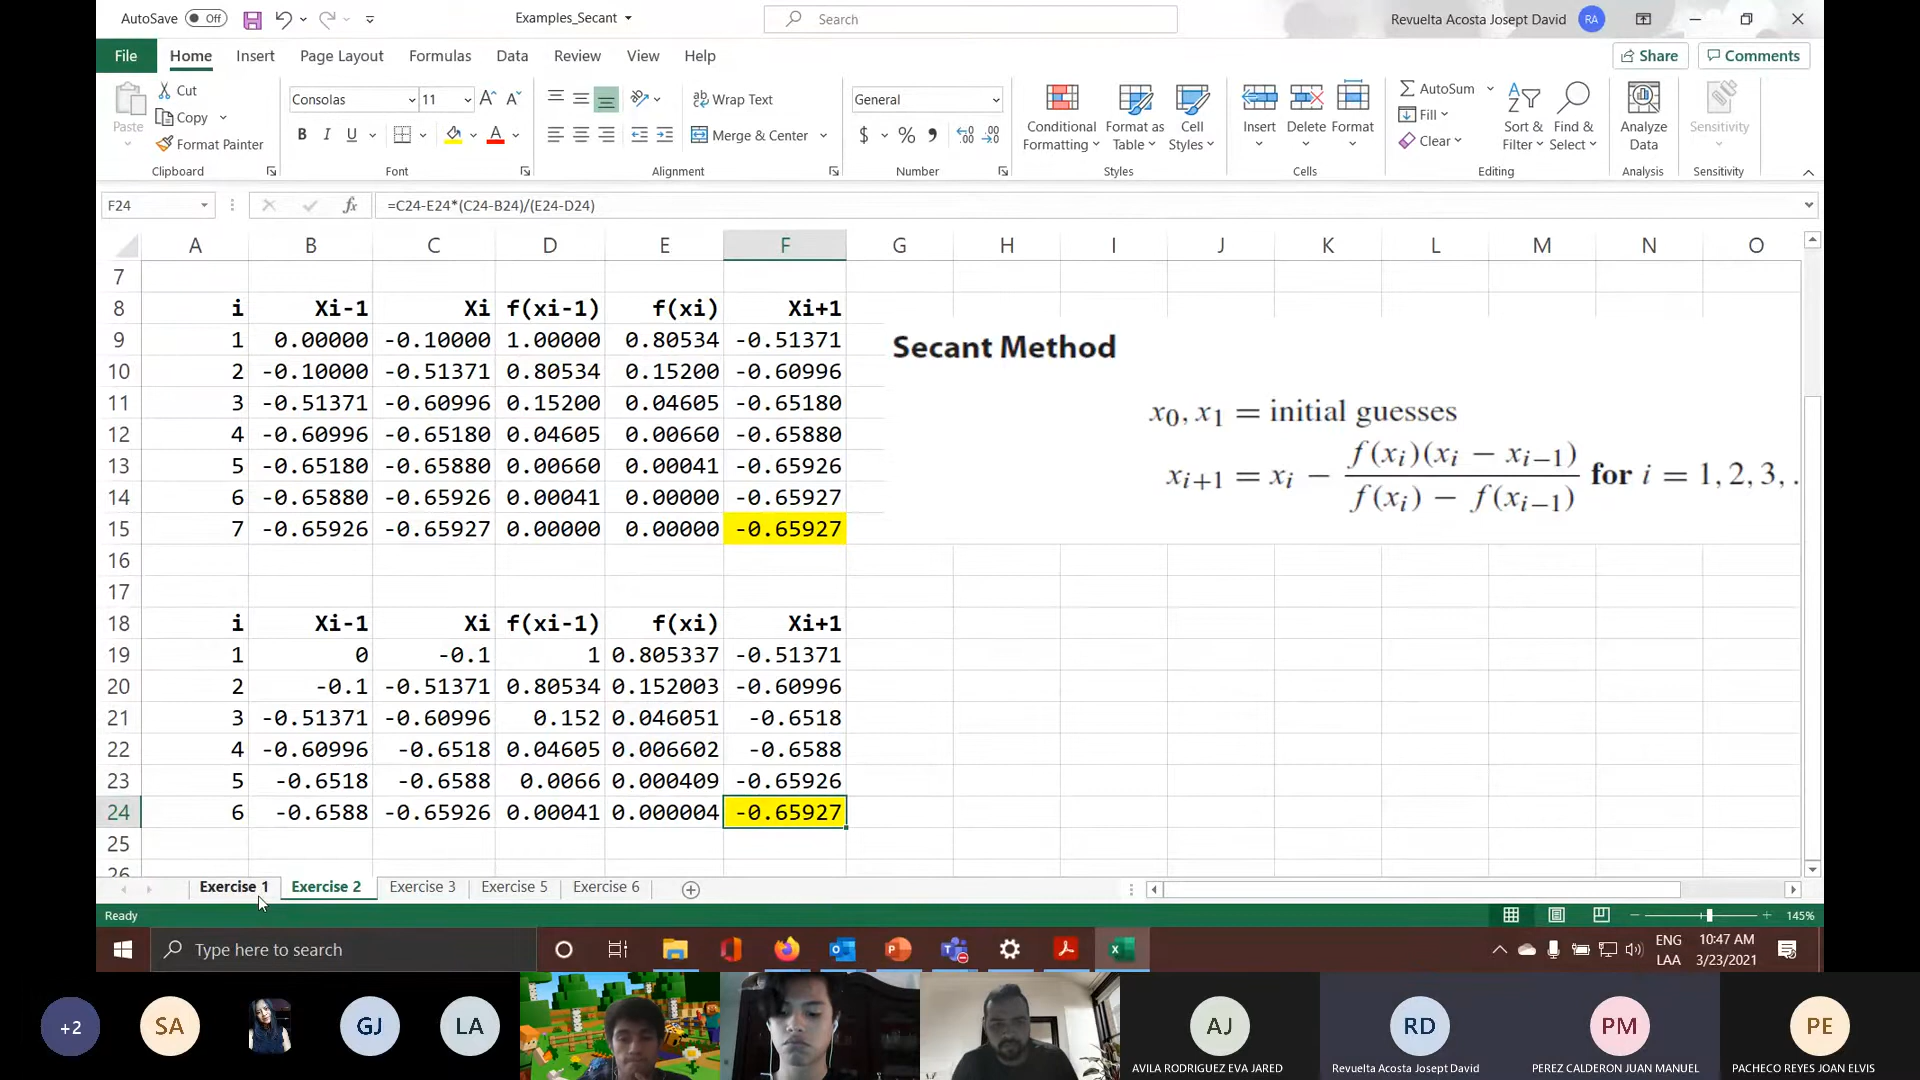 AutoSave Off Examples_Secant Search Revuelta Acosta Josept David RA
File Home Insert Page Layout Formulas Data Review View Help Share Comments
Paste Cut Copy Format Painter Clipboard
Consolas 11 B I U A Font
Wrap Text Merge & Center Alignment
General $ % Number
Conditional Formatting Format as Table Cell Styles Styles
Insert Delete Format Cells
AutoSum Fill Clear Sort & Filter Find & Select Editing
Analyze Data Analysis
Sensitivity Sensitivity
F24 fx =C24-E24*(C24-B24)/(E24-D24)
A B C D E F G H I J K L M N O
7
8 i Xi-1 Xi f(xi-1) f(xi) Xi+1
9 1 0.00000 -0.10000 1.00000 0.80534 -0.51371
10 2 -0.10000 -0.51371 0.80534 0.15200 -0.60996
11 3 -0.51371 -0.60996 0.15200 0.04605 -0.65180
12 4 -0.60996 -0.65180 0.04605 0.00660 -0.65880
13 5 -0.65180 -0.65880 0.00660 0.00041 -0.65926
14 6 -0.65880 -0.65926 0.00041 0.00000 -0.65927
15 7 -0.65926 -0.65927 0.00000 0.00000 -0.65927
16
17
18 i Xi-1 Xi f(xi-1) f(xi) Xi+1
19 1 0 -0.1 1 0.805337 -0.51371
20 2 -0.1 -0.51371 0.80534 0.152003 -0.60996
21 3 -0.51371 -0.60996 0.152 0.046051 -0.6518
22 4 -0.60996 -0.6518 0.04605 0.006602 -0.6588
23 5 -0.6518 -0.6588 0.0066 0.000409 -0.65926
24 6 -0.6588 -0.65926 0.00041 0.000004 -0.65927
25
26
Secant Method
x0, x1 = initial guesses
xi+1 = xi − f(xi)(xi − xi−1) / f(xi) − f(xi−1) for i = 1, 2, 3, .
Exercise 1 Exercise 2 Exercise 3 Exercise 5 Exercise 6
Ready 145%
Type here to search ENG LAA 10:47 AM 3/23/2021
+2 SA GJ LA AJ RD PM PE
AVILA RODRIGUEZ EVA JARED Revuelta Acosta Josept David PEREZ CALDERON JUAN MANUEL PACHECO REYES JOAN ELVIS